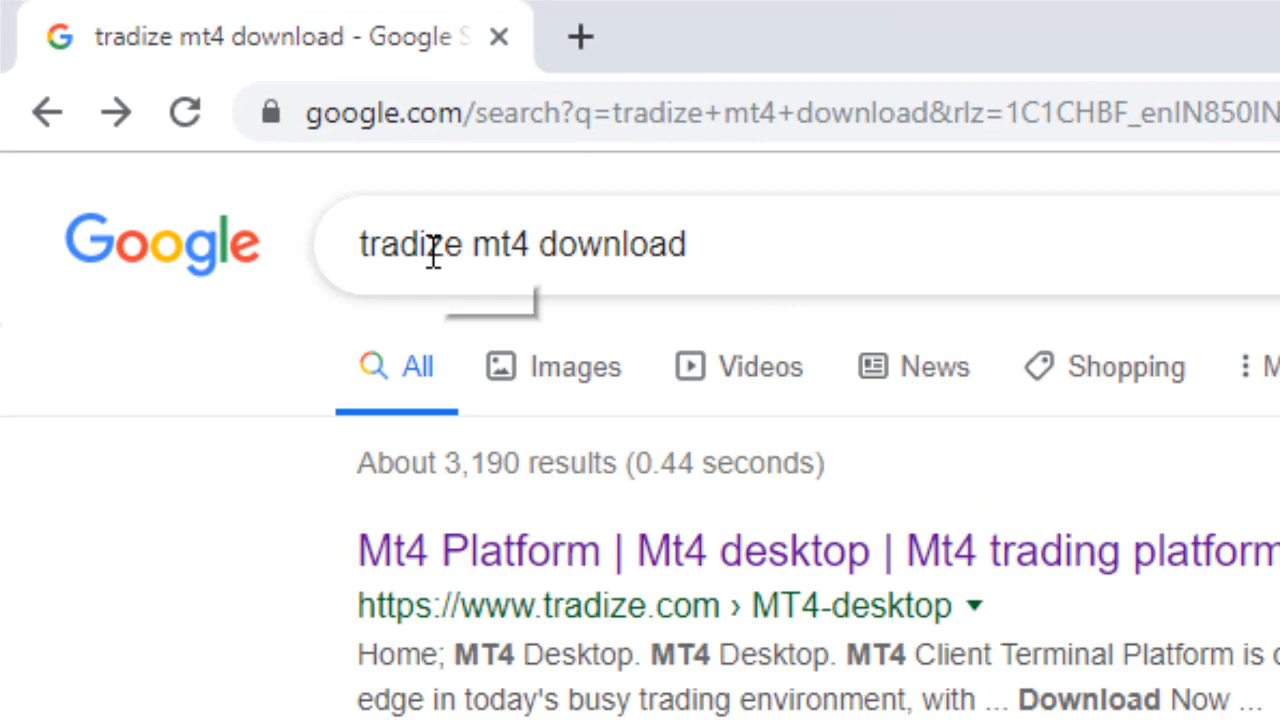 tradize mt4 download - Google S
google.com/search?q=tradize+mt4+download&rlz=1C1CHBF_enIN850IN
Google
tradize mt4 download
All Images Videos News Shopping M
About 3,190 results (0.44 seconds)
Mt4 Platform | Mt4 desktop | Mt4 trading platform
https://www.tradize.com › MT4-desktop
Home; MT4 Desktop. MT4 Desktop. MT4 Client Terminal Platform is
edge in today's busy trading environment, with ... Download Now ...